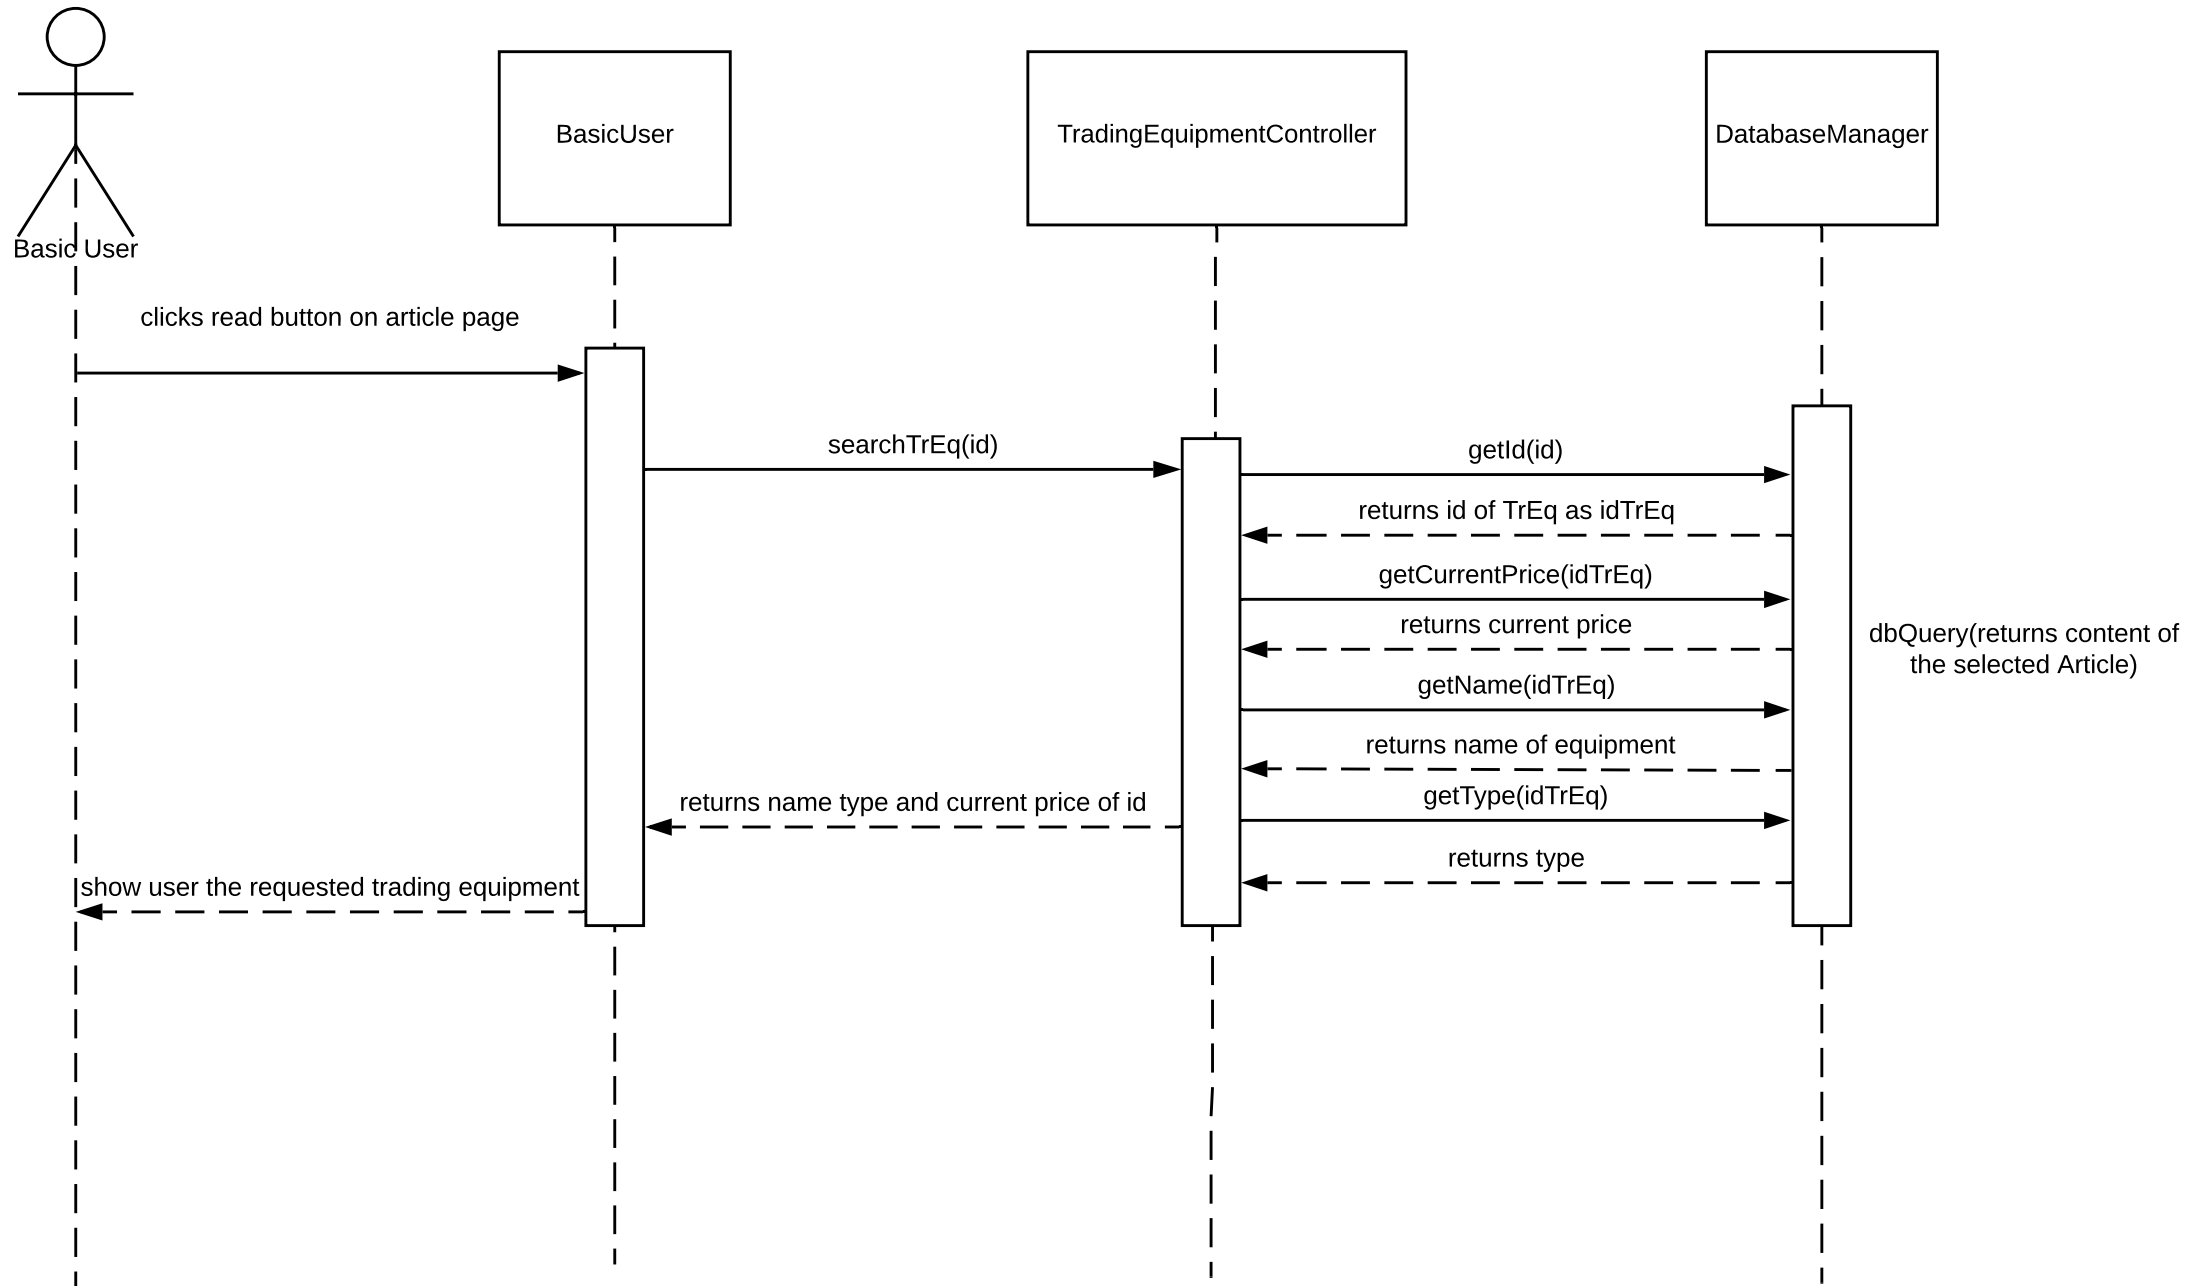 BasicUser
TradingEquipmentController
DatabaseManager
Basic User
clicks read button on article page
searchTrEq(id)
getId(id)
returns id of TrEq as idTrEq
getCurrentPrice(idTrEq)
returns current price
dbQuery(returns content of
the selected Article)
getName(idTrEq)
returns name of equipment
returns name type and current price of id
getType(idTrEq)
returns type
show user the requested trading equipment